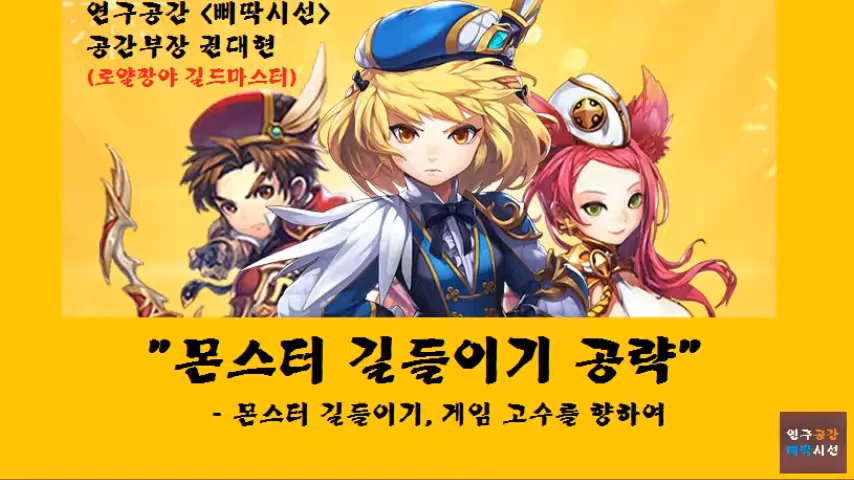 연구공간 <삐딱시선>
공간부장 권대현
(로얄짱야 길드마스터)
"몬스터 길들이기 공략"
- 몬스터 길들이기, 게임 고수를 향하여
연구공간
삐딱시선